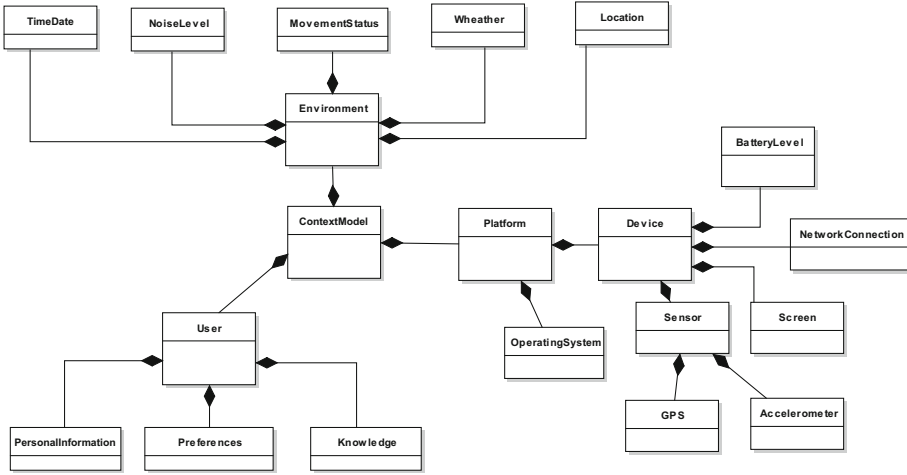 TimeDate
NoiseLevel
MovementStatus
Wheather
Location
Environment
BatteryLevel
ContextModel
Platform
Device
NetworkConnection
User
OperatingSystem
Sensor
Screen
PersonalInformation
Preferences
Knowledge
GPS
Accelerometer